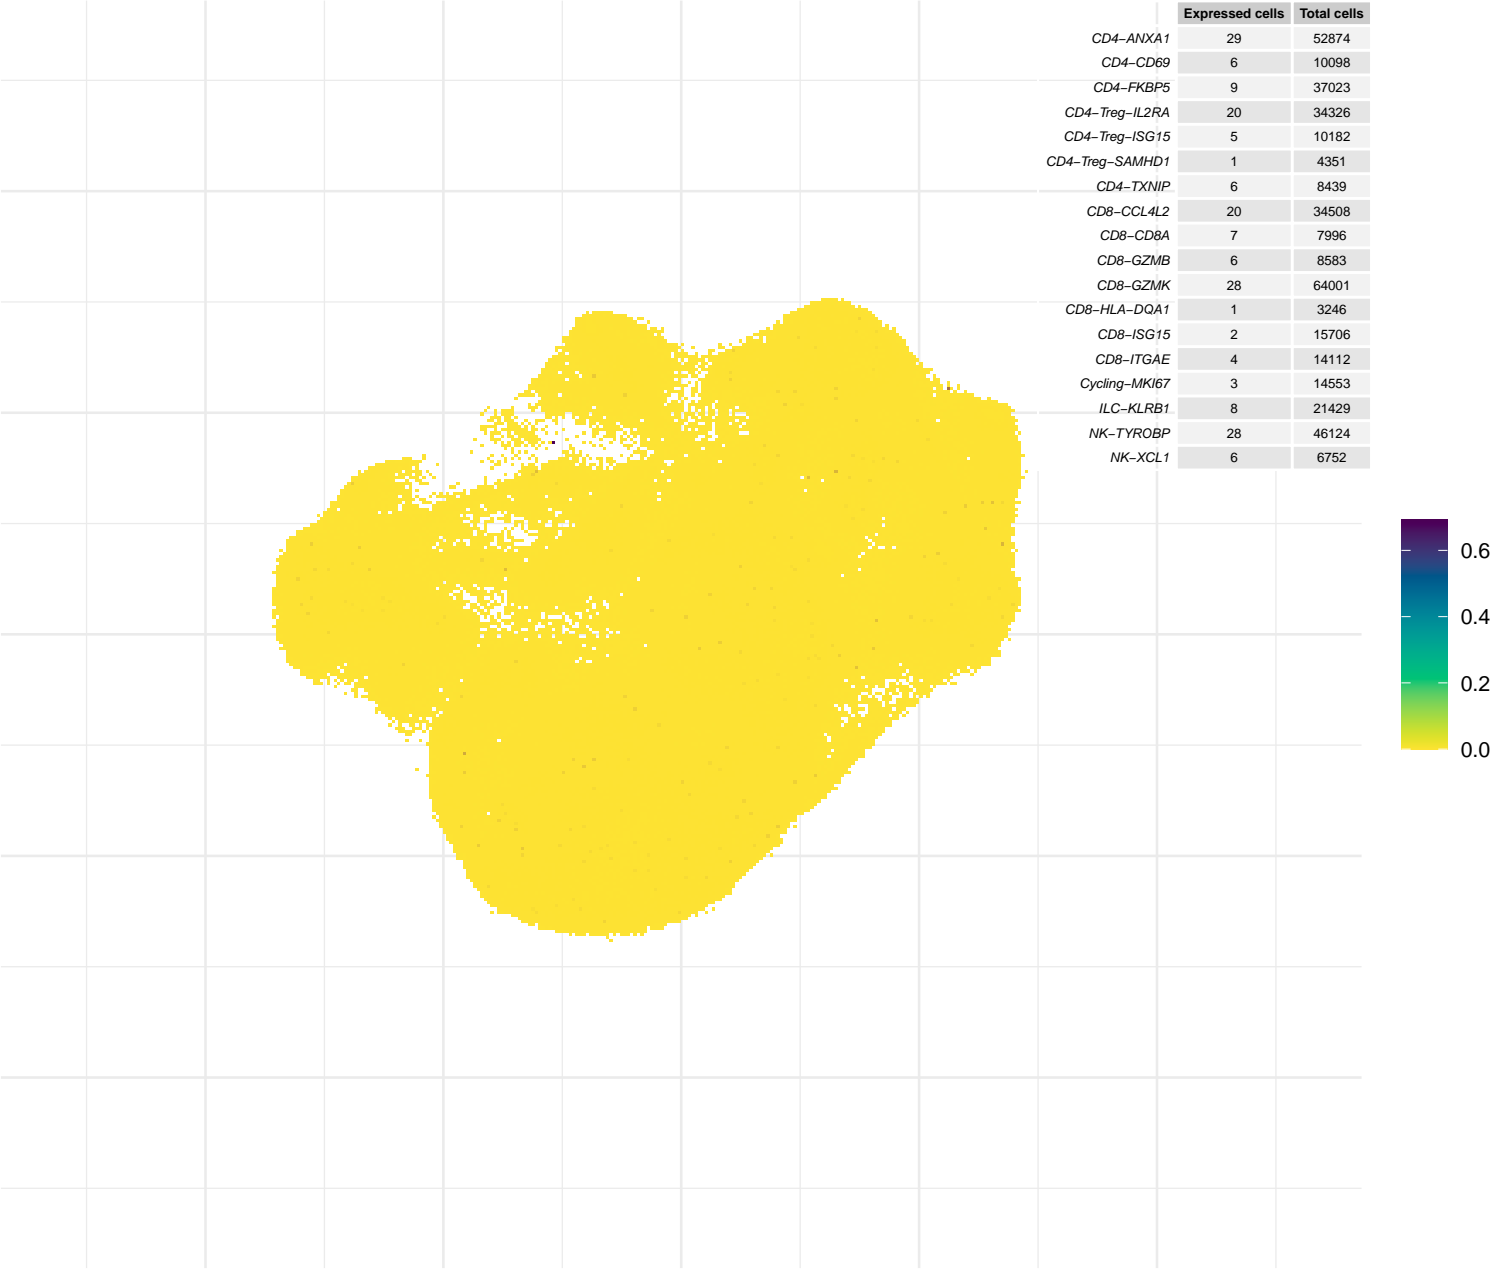 Expressed cells Total cells
CD4−ANXA1 29 52874
CD4−CD69 6 10098
CD4−FKBP5 9 37023
CD4−Treg−IL2RA 20 34326
CD4−Treg−ISG15 5 10182
CD4−Treg−SAMHD1 1 4351
CD4−TXNIP 6 8439
CD8−CCL4L2 20 34508
CD8−CD8A 7 7996
CD8−GZMB 6 8583
CD8−GZMK 28 64001
CD8−HLA−DQA1 1 3246
CD8−ISG15 2 15706
CD8−ITGAE 4 14112
Cycling−MKI67 3 14553
ILC−KLRB1 8 21429
NK−TYROBP 28 46124
NK−XCL1 6 6752
0.6
0.4
0.2
0.0